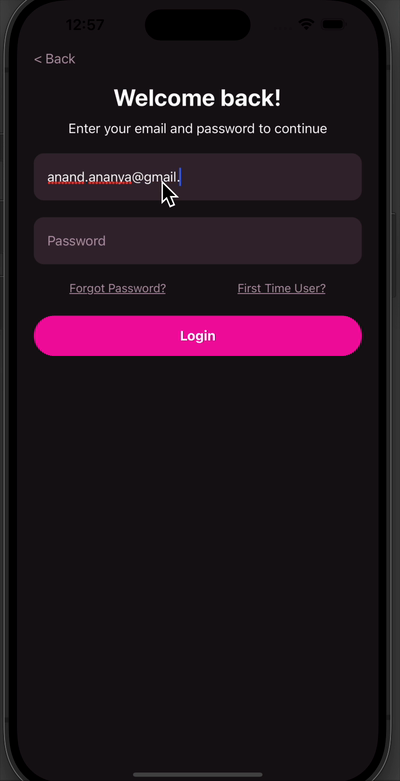 12:57
< Back
Welcome back!
Enter your email and password to continue
anand.ananya@gmail.
Password
Forgot Password? First Time User?
Login